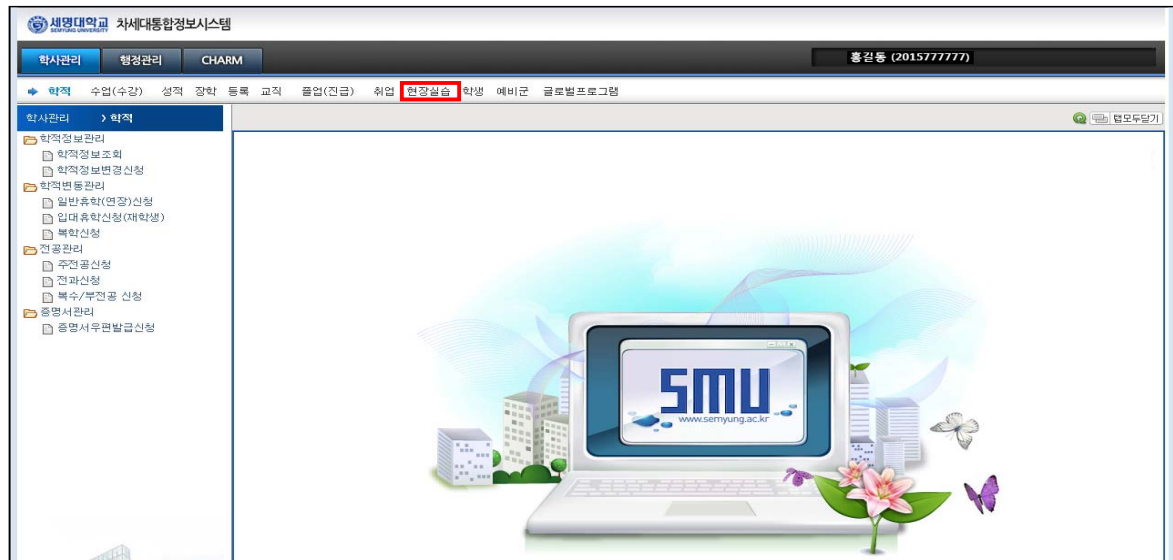 세명대학교 차세대통합정보시스템
SEMYUNG UNIVERSITY
학사관리 행정관리 CHARM 홍길동 (2015777777)
학적 수업(수강) 성적 장학 등록 교직 졸업(진급) 취업 현장실습 학생 예비군 글로벌프로그램
학사관리 > 학적 탭모두닫기
학적정보관리
학적정보조회
학적정보변경신청
학적변동관리
일반휴학(연장)신청
입대휴학신청(재학생)
복학신청
전공관리
주전공신청
전과신청
복수/부전공 신청
증명서관리
증명서우편발급신청
SMU
www.semyung.ac.kr